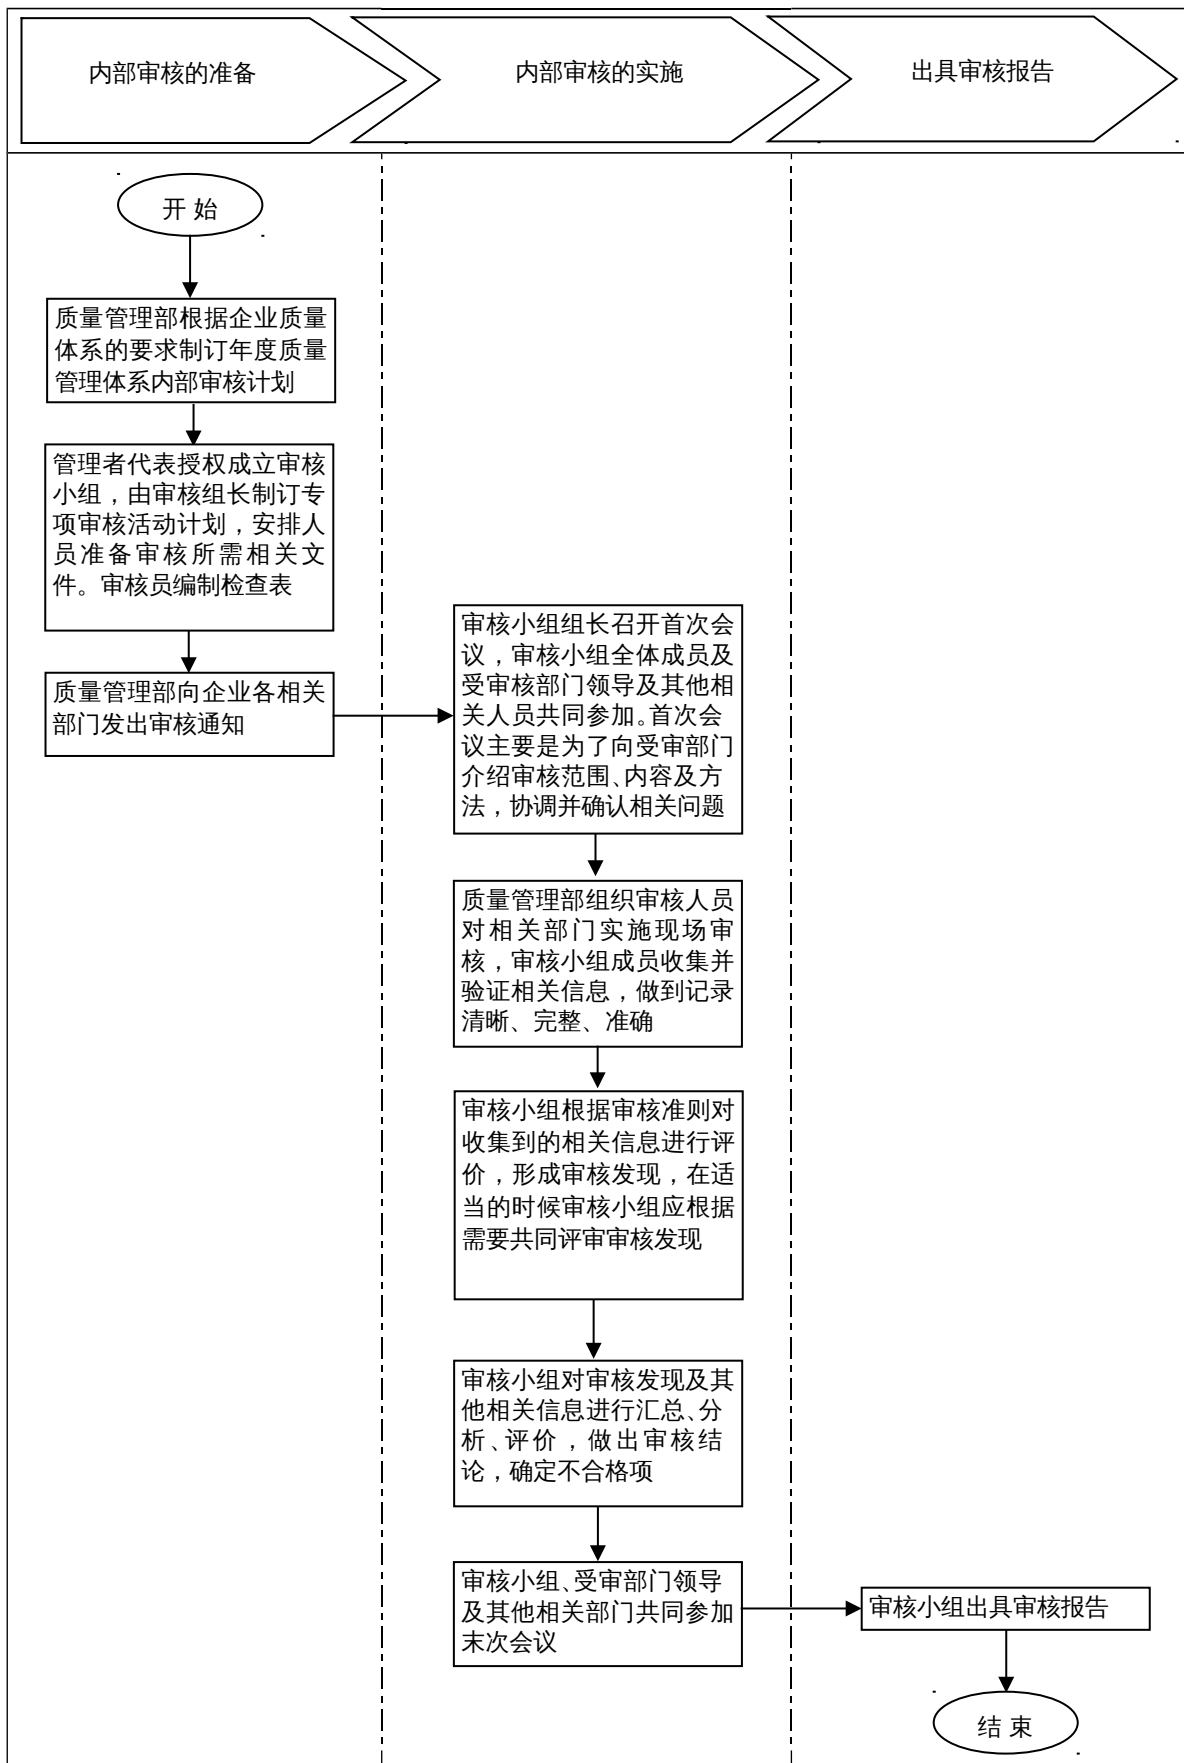 内部审核的准备
内部审核的实施
出具审核报告
开 始
质量管理部根据企业质量
体系的要求制订年度质量
管理体系内部审核计划
管理者代表授权成立审核
小组，由审核组长制订专
项审核活动计划，安排人
员准备审核所需相关文
件。审核员编制检查表
质量管理部向企业各相关
部门发出审核通知
审核小组组长召开首次会
议，审核小组全体成员及
受审核部门领导及其他相
关人员共同参加。首次会
议主要是为了向受审部门
介绍审核范围、内容及方
法，协调并确认相关问题
质量管理部组织审核人员
对相关部门实施现场审
核，审核小组成员收集并
验证相关信息，做到记录
清晰、完整、准确
审核小组根据审核准则对
收集到的相关信息进行评
价，形成审核发现，在适
当的时候审核小组应根据
需要共同评审审核发现
审核小组对审核发现及其
他相关信息进行汇总、分
析、评价，做出审核结
论，确定不合格项
审核小组、受审部门领导
及其他相关部门共同参加
末次会议
审核小组出具审核报告
结 束